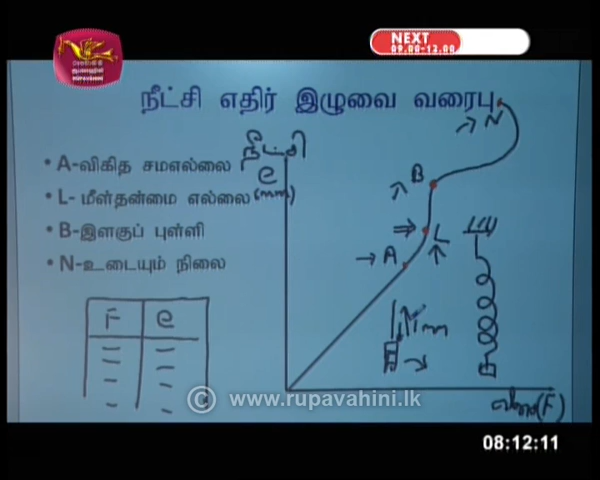 NEXT
09.00-12.00
RUPAVAHINI
நீட்சி எதிர் இழுவை வரைபு
நீட்சி
e
(mm)
• A-விகித சமஎல்லை
• L- மீள்தன்மை எல்லை
• B-இளகுப் புள்ளி
• N-உடையும் நிலை
N
B
L
A
F e
(F)
© www.rupavahini.lk
08:12:11